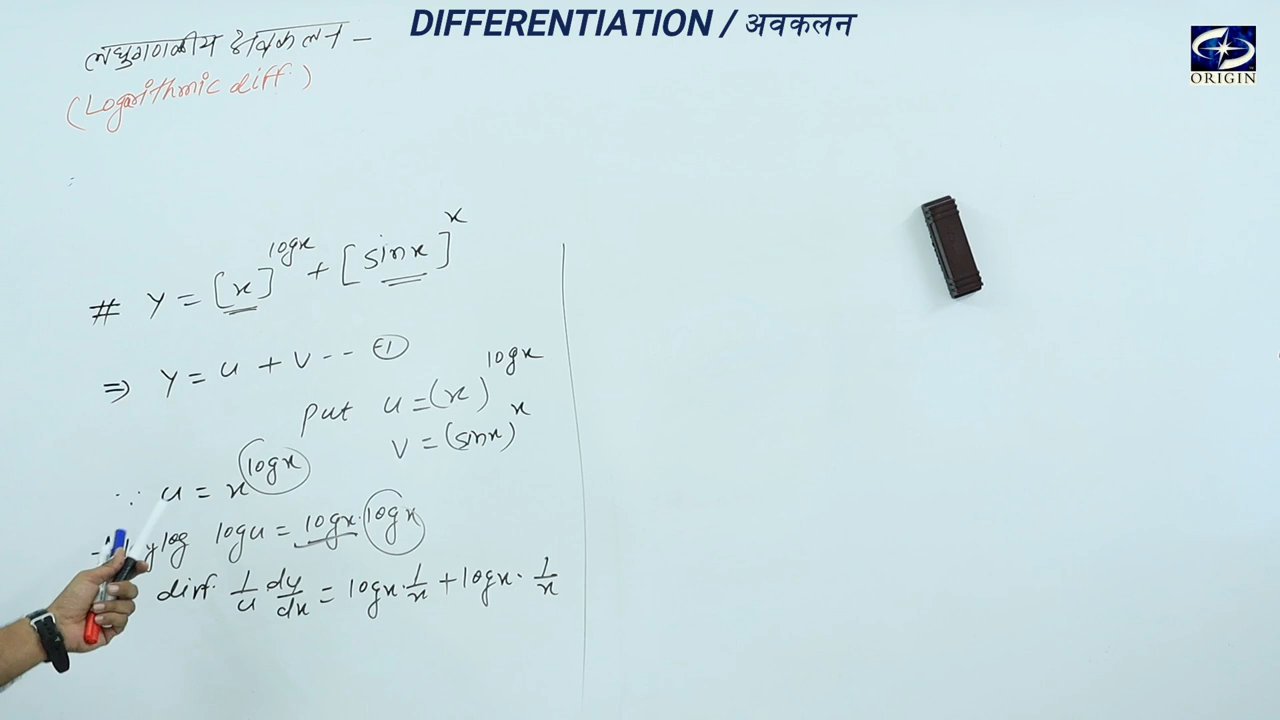 DIFFERENTIATION / अवकलन
ORIGIN
लघुगणकीय अवकलन –
(Logarithmic diff.)
# y = [x]^logx + [sinx]^x
⇒ y = u + v -- ①
put u = (x)^logx
v = (sinx)^x
∵ u = x^logx
log logu = logx. logx
diff. 1/u dy/dx = logx. 1/x + logx. 1/x